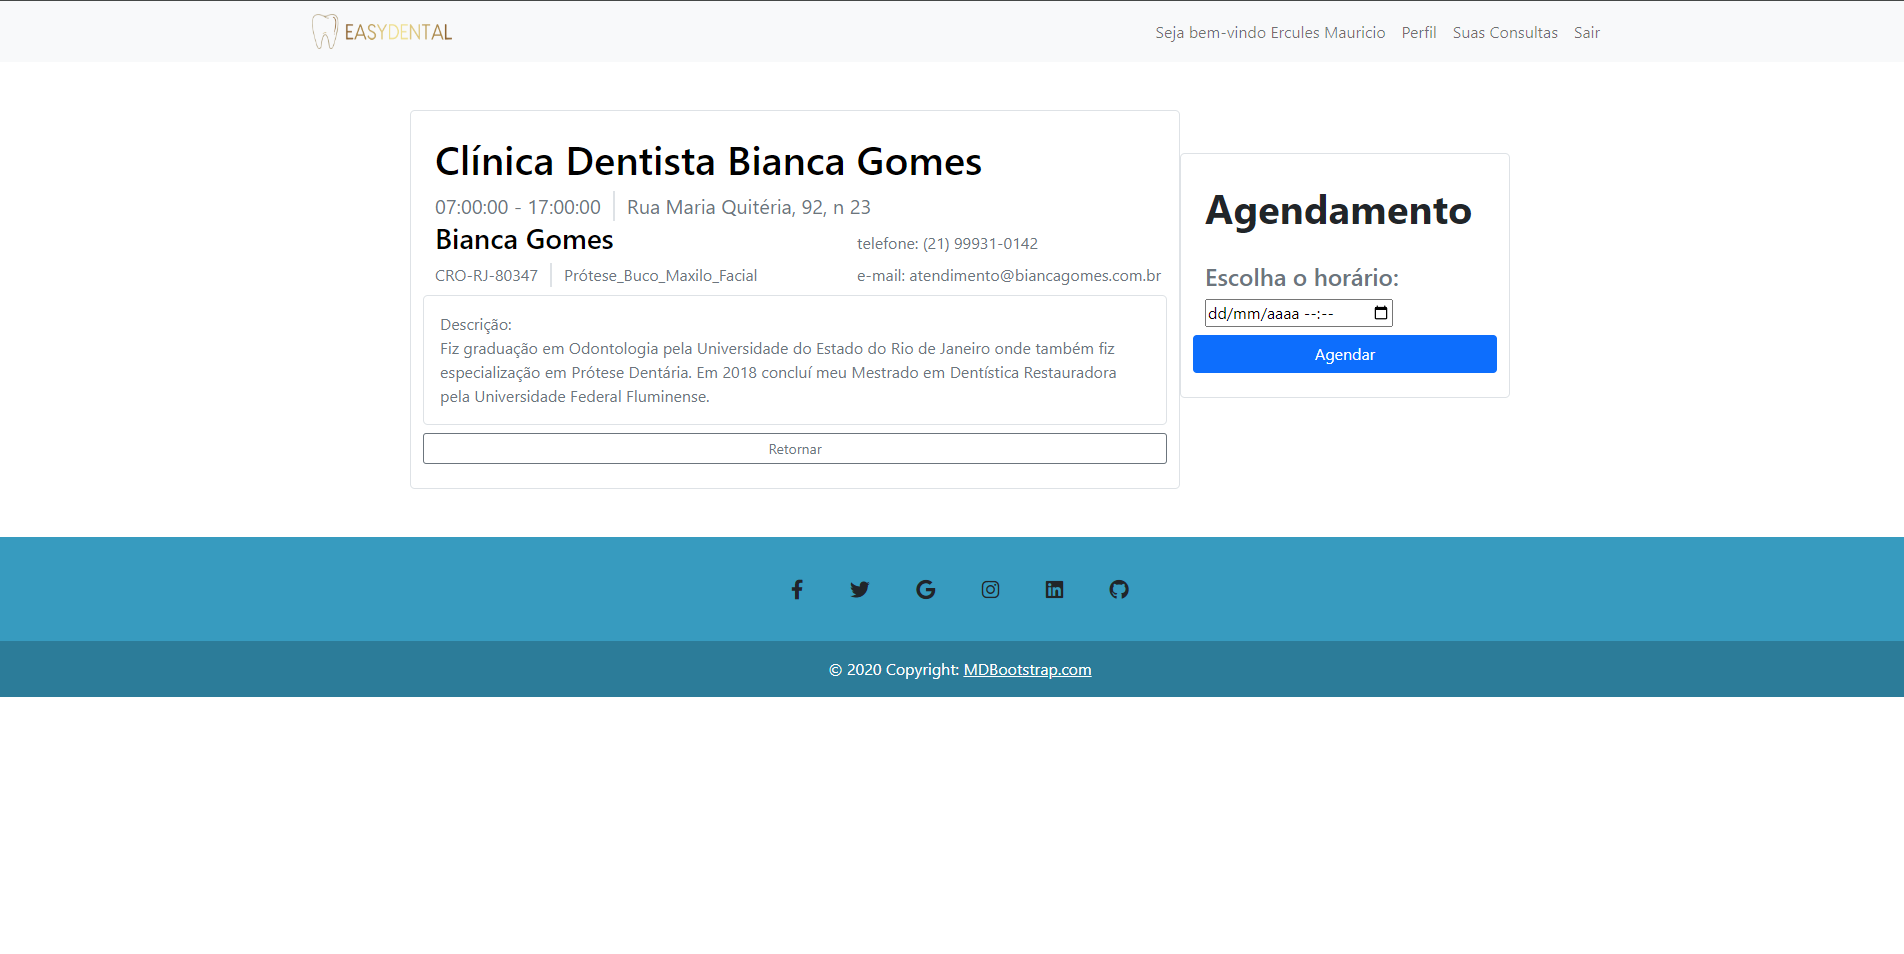 EASYDENTAL
Seja bem-vindo Ercules Mauricio Perfil Suas Consultas Sair
Clínica Dentista Bianca Gomes
07:00:00 - 17:00:00 Rua Maria Quitéria, 92, n 23
Bianca Gomes
telefone: (21) 99931-0142
CRO-RJ-80347 Prótese_Buco_Maxilo_Facial
e-mail: atendimento@biancagomes.com.br
Descrição:
Fiz graduação em Odontologia pela Universidade do Estado do Rio de Janeiro onde também fiz
especialização em Prótese Dentária. Em 2018 concluí meu Mestrado em Dentística Restauradora
pela Universidade Federal Fluminense.
Retornar
Agendamento
Escolha o horário:
dd/mm/aaaa --:--
Agendar
© 2020 Copyright: MDBootstrap.com